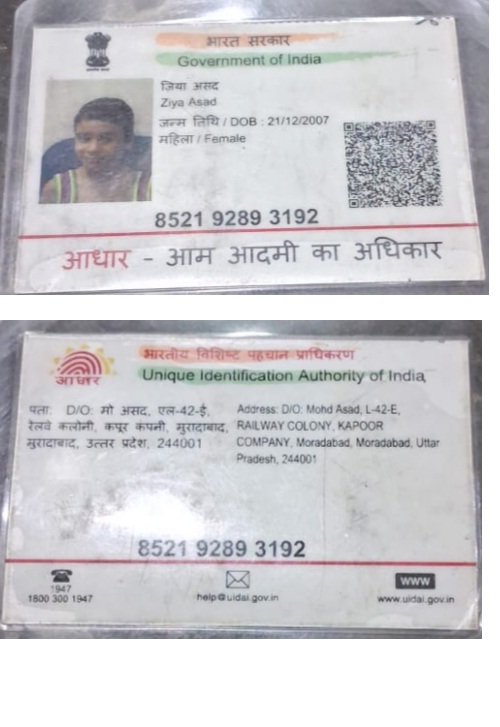 भारत सरकार
Government of India
जिया असद
Ziya Asad
जन्म तिथि / DOB : 21/12/2007
महिला / Female
8521 9289 3192
आधार - आम आदमी का अधिकार
भारतीय विशिष्ट पहचान प्राधिकरण
Unique Identification Authority of India,
आधार
पता: D/O: मो असद, एल-42-ई,
रेलवे कलोनी, कपूर कंपनी, मुरादाबाद,
मुरादाबाद, उत्तर प्रदेश, 244001
Address: D/O: Mohd Asad, L-42-E,
RAILWAY COLONY, KAPOOR
COMPANY, Moradabad, Moradabad, Uttar
Pradesh, 244001
8521 9289 3192
1947
1800 300 1947
help@uidai.gov.in
WWW
www.uidai.gov.in